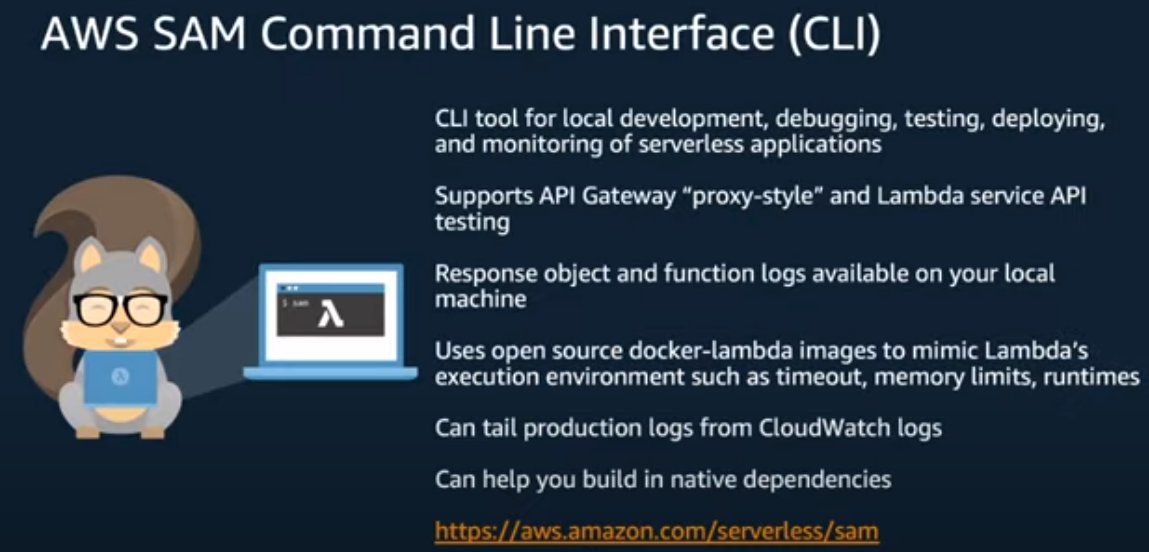 AWS SAM Command Line Interface (CLI)
CLI tool for local development, debugging, testing, deploying,
and monitoring of serverless applications
Supports API Gateway “proxy-style” and Lambda service API
testing
Response object and function logs available on your local
machine
$ sam
Uses open source docker-lambda images to mimic Lambda’s
execution environment such as timeout, memory limits, runtimes
Can tail production logs from CloudWatch logs
Can help you build in native dependencies
https://aws.amazon.com/serverless/sam